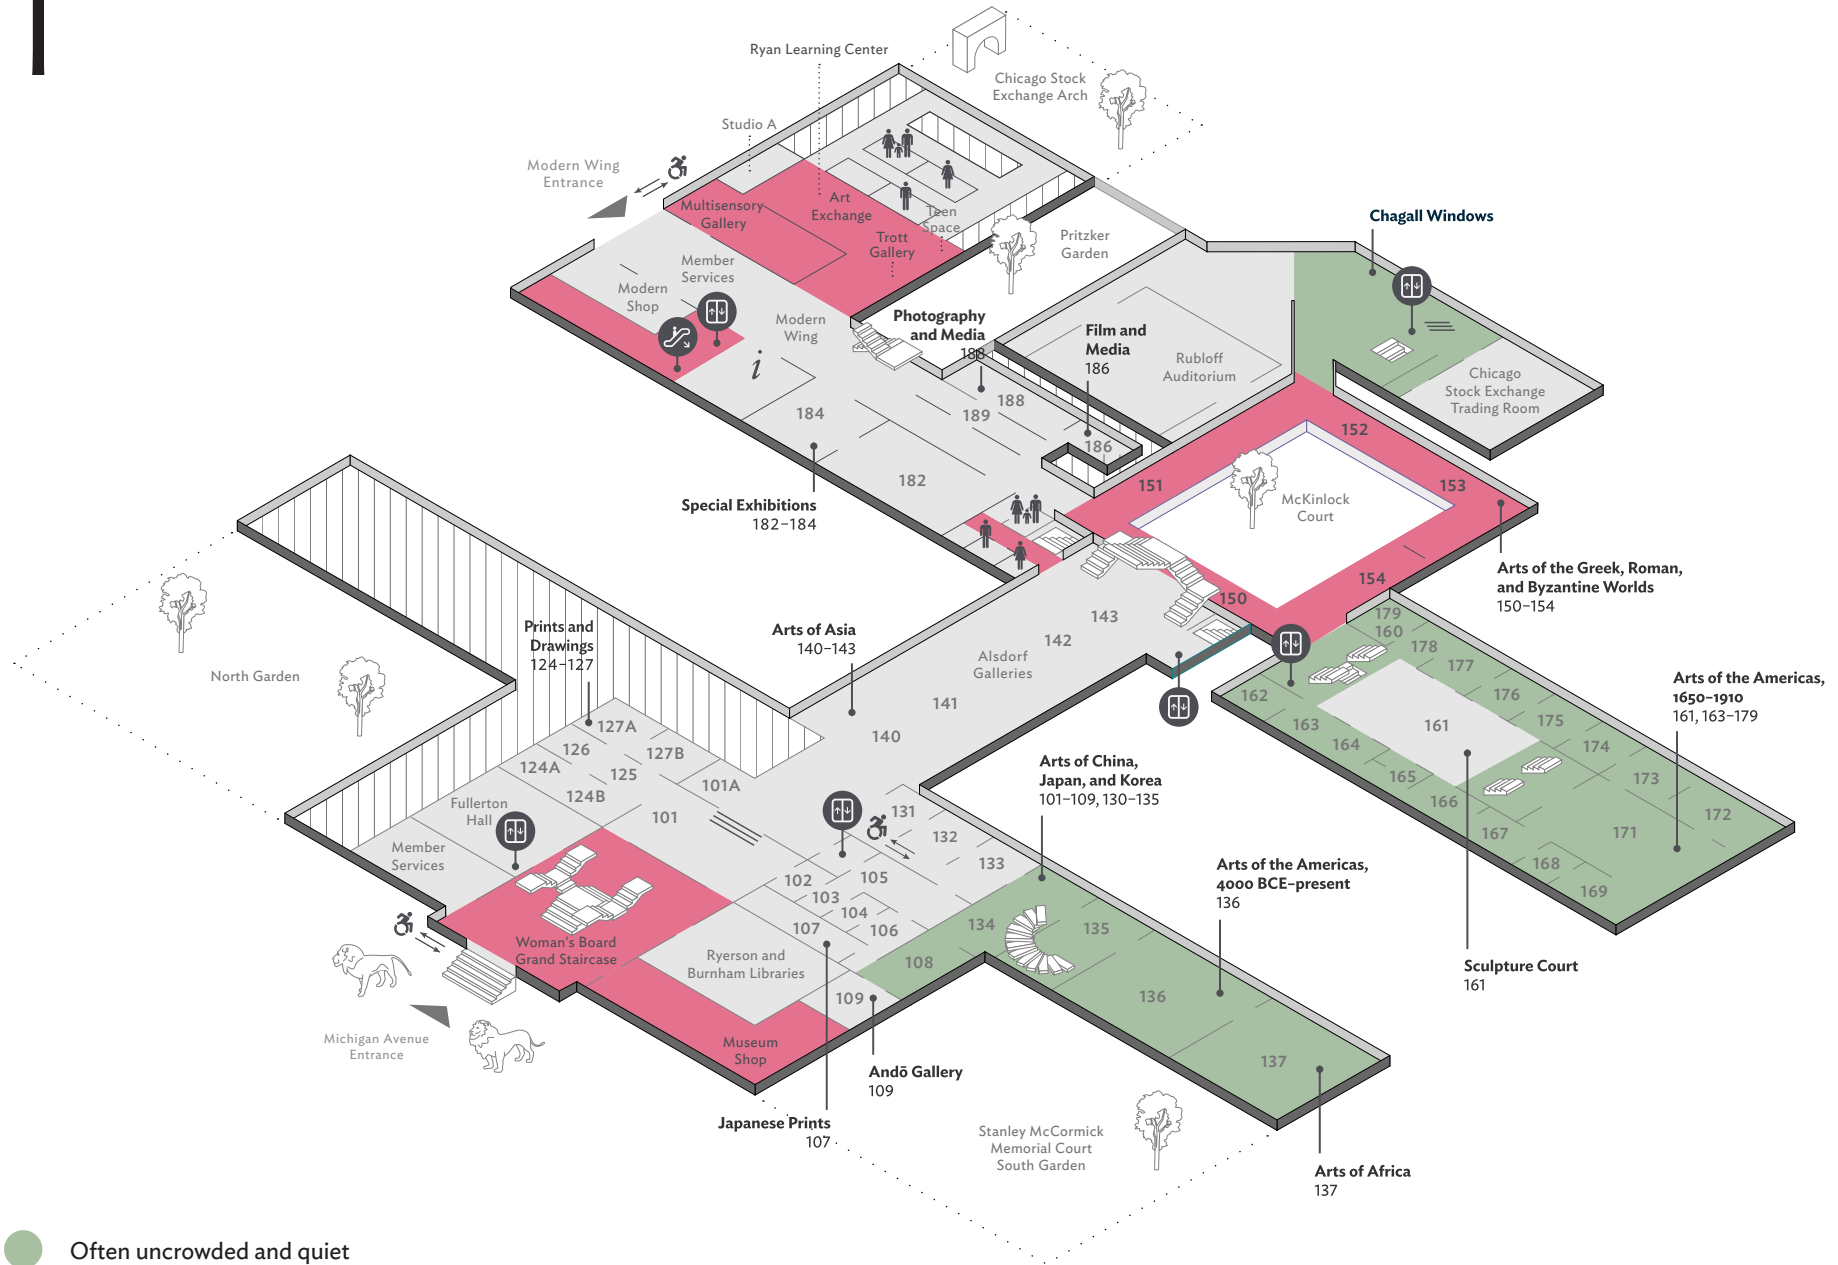 Ryan Learning Center
Chicago Stock
Exchange Arch
Studio A
Modern Wing
Entrance
Multisensory
Gallery
Art
Exchange
Teen
Space
Trott
Gallery
Pritzker
Garden
Chagall Windows
Member
Services
Modern
Shop
Modern
Wing
i
Photography
and Media
188
Film and
Media
186
Rubloff
Auditorium
Chicago
Stock Exchange
Trading Room
184
188
189
186
182
152
151
153
McKinlock
Court
Special Exhibitions
182–184
154
150
Arts of the Greek, Roman,
and Byzantine Worlds
150–154
143
142
Alsdorf
Galleries
141
140
Arts of Asia
140–143
Prints and
Drawings
124–127
North Garden
179
160
178
177
176
175
174
173
172
171
162
163
164
165
166
167
168
169
161
Arts of the Americas,
1650–1910
161, 163–179
127A
126
127B
124A
125
124B
101A
101
Fullerton
Hall
Member
Services
131
132
133
102
105
103
104
107
106
134
135
108
109
136
137
Arts of China,
Japan, and Korea
101–109, 130–135
Arts of the Americas,
4000 BCE–present
136
Sculpture Court
161
Woman's Board
Grand Staircase
Ryerson and
Burnham Libraries
Michigan Avenue
Entrance
Museum
Shop
Andō Gallery
109
Japanese Prints
107
Stanley McCormick
Memorial Court
South Garden
Arts of Africa
137
Often uncrowded and quiet